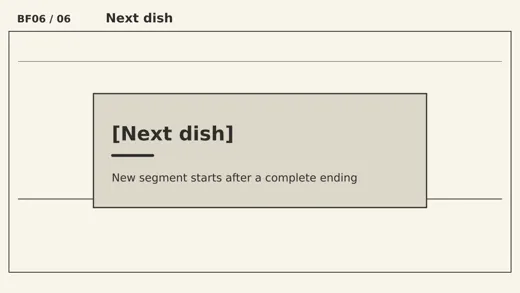 BF06 / 06 Next dish
[Next dish]
New segment starts after a complete ending